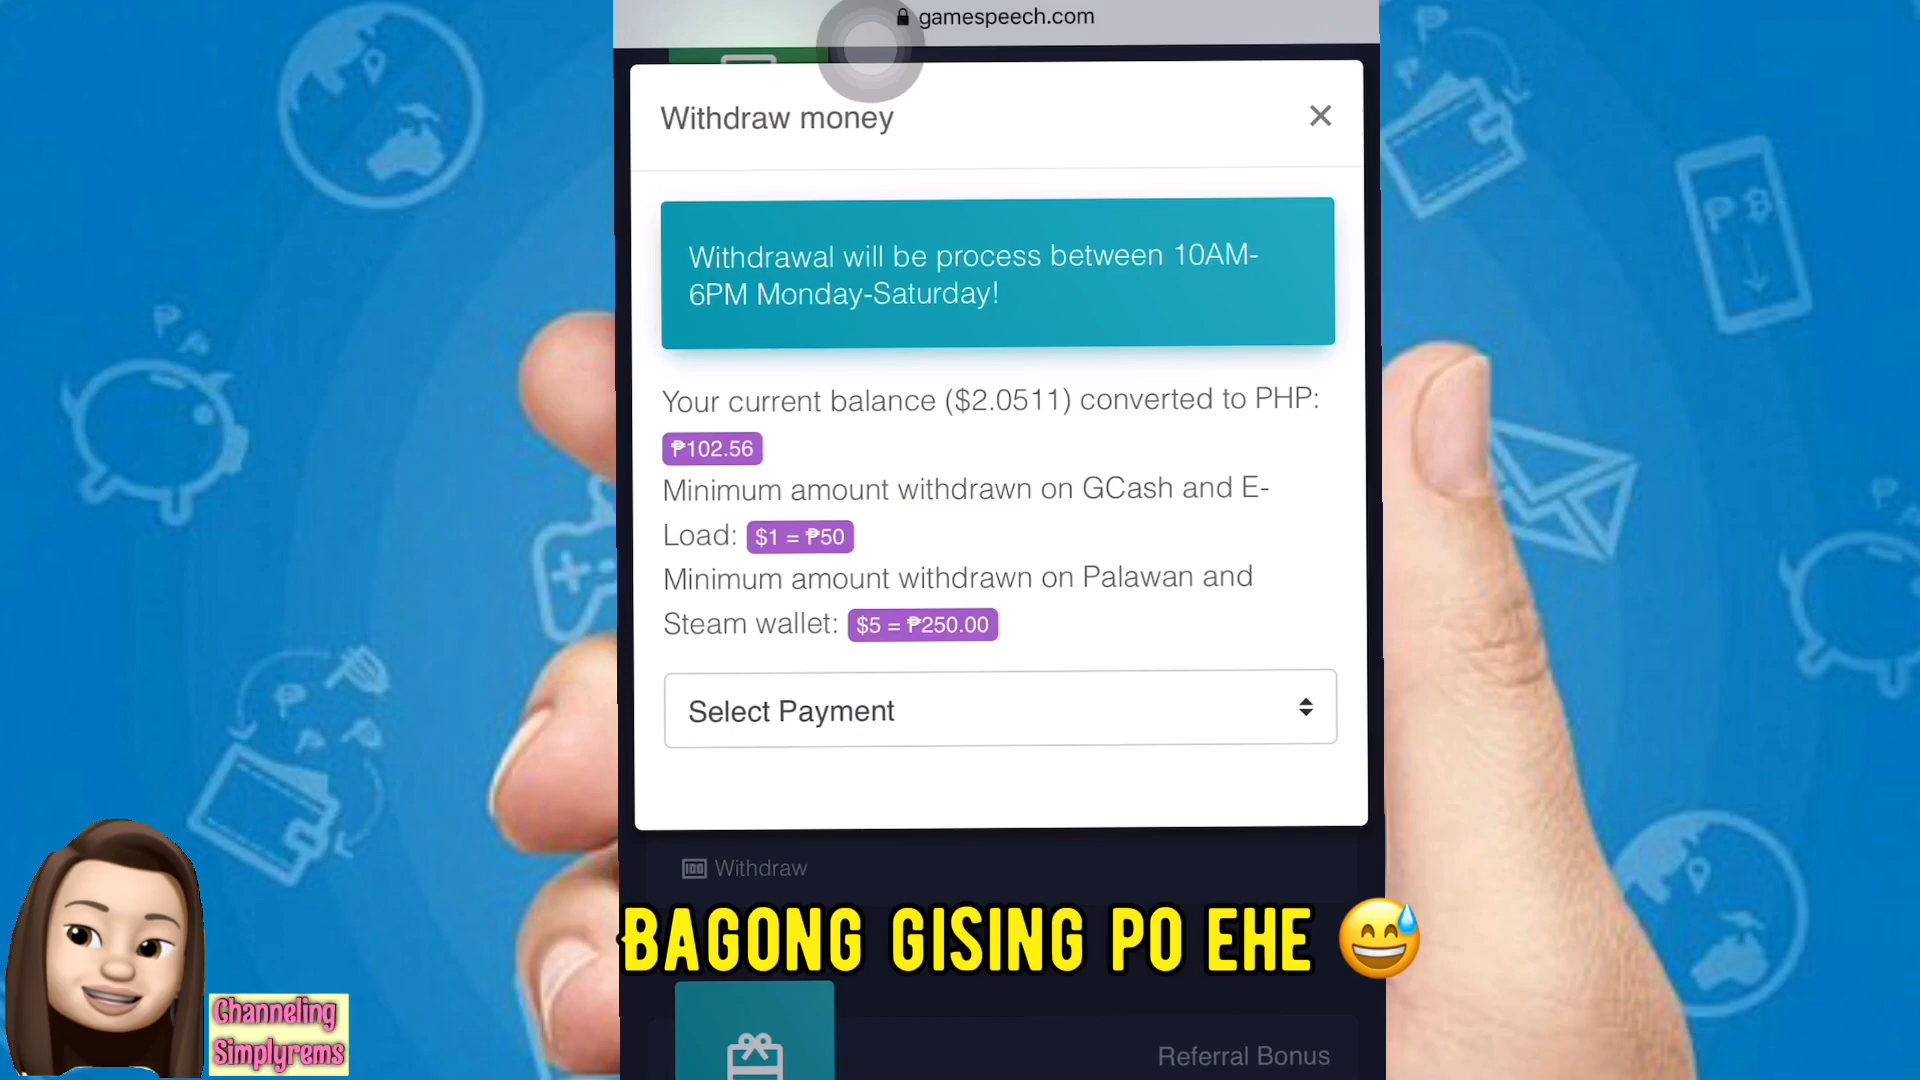 gamespeech.com
Withdraw money
Withdrawal will be process between 10AM-
6PM Monday-Saturday!
Your current balance ($2.0511) converted to PHP:
₱102.56
Minimum amount withdrawn on GCash and E-
Load: $1 = ₱50
Minimum amount withdrawn on Palawan and
Steam wallet: $5 = ₱250.00
Select Payment
Withdraw
BAGONG GISING PO EHE 😅
Referral Bonus
Channeling
Simplyrems